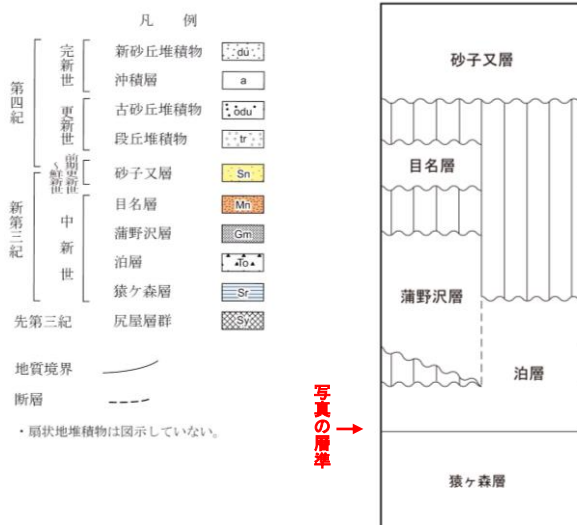 凡 例
第四紀
完新世
新砂丘堆積物 du
沖積層 a
更新世
古砂丘堆積物 odu
段丘堆積物 tr
前期更新世～鮮新世
砂子又層 Sn
新第三紀
中新世
目名層 Mn
蒲野沢層 Gm
泊層 To
猿ケ森層 Sr
先第三紀 尻屋層群 Sy
地質境界
断層
・扇状地堆積物は図示していない。
砂子又層
目名層
蒲野沢層
泊層
写真の層準
猿ヶ森層